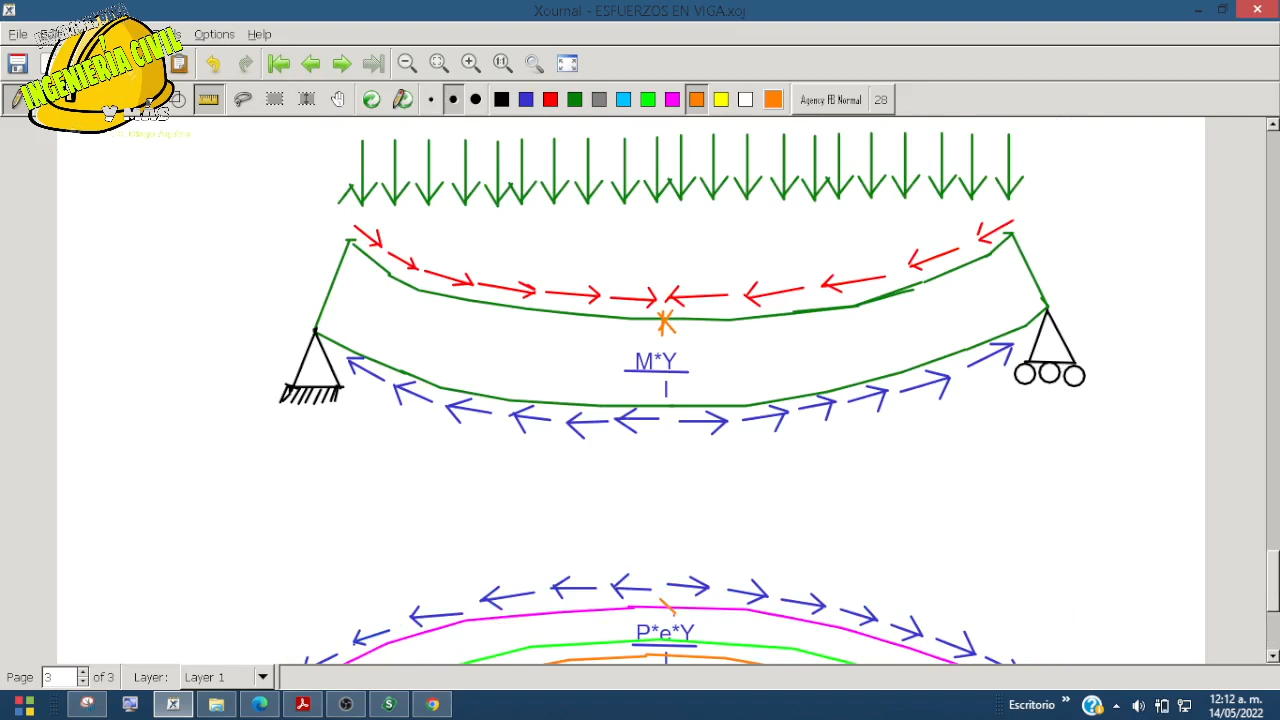 Xournal - ESFUERZOS EN VIGA.xoj
File
Options Help
INGENIERIA CIVIL
Agency FB Normal 28
M*Y
I
P*e*Y
I
Page 3 of 3 Layer: Layer 1
Escritorio
12:12 a. m.
14/05/2022